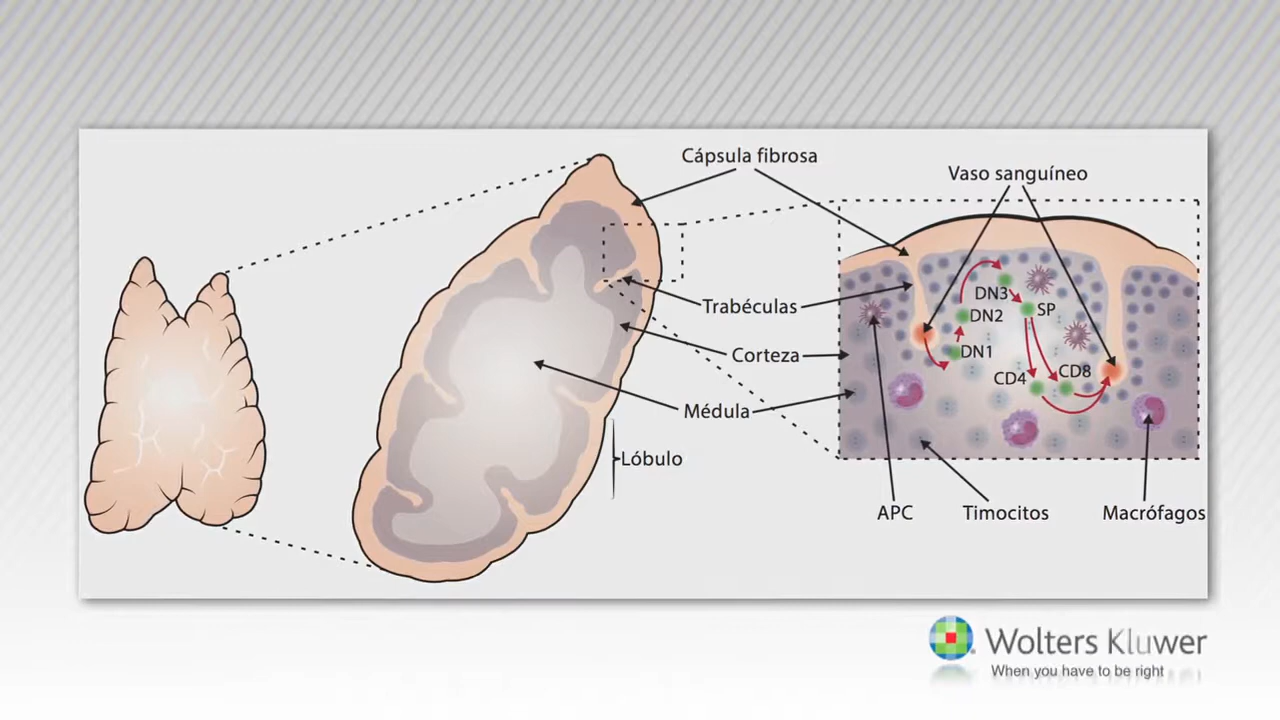 Cápsula fibrosa
Vaso sanguíneo
Trabéculas
Corteza
Médula
Lóbulo
DN3
SP
DN2
DN1
CD4
CD8
APC
Timocitos
Macrófagos
Wolters Kluwer
When you have to be right